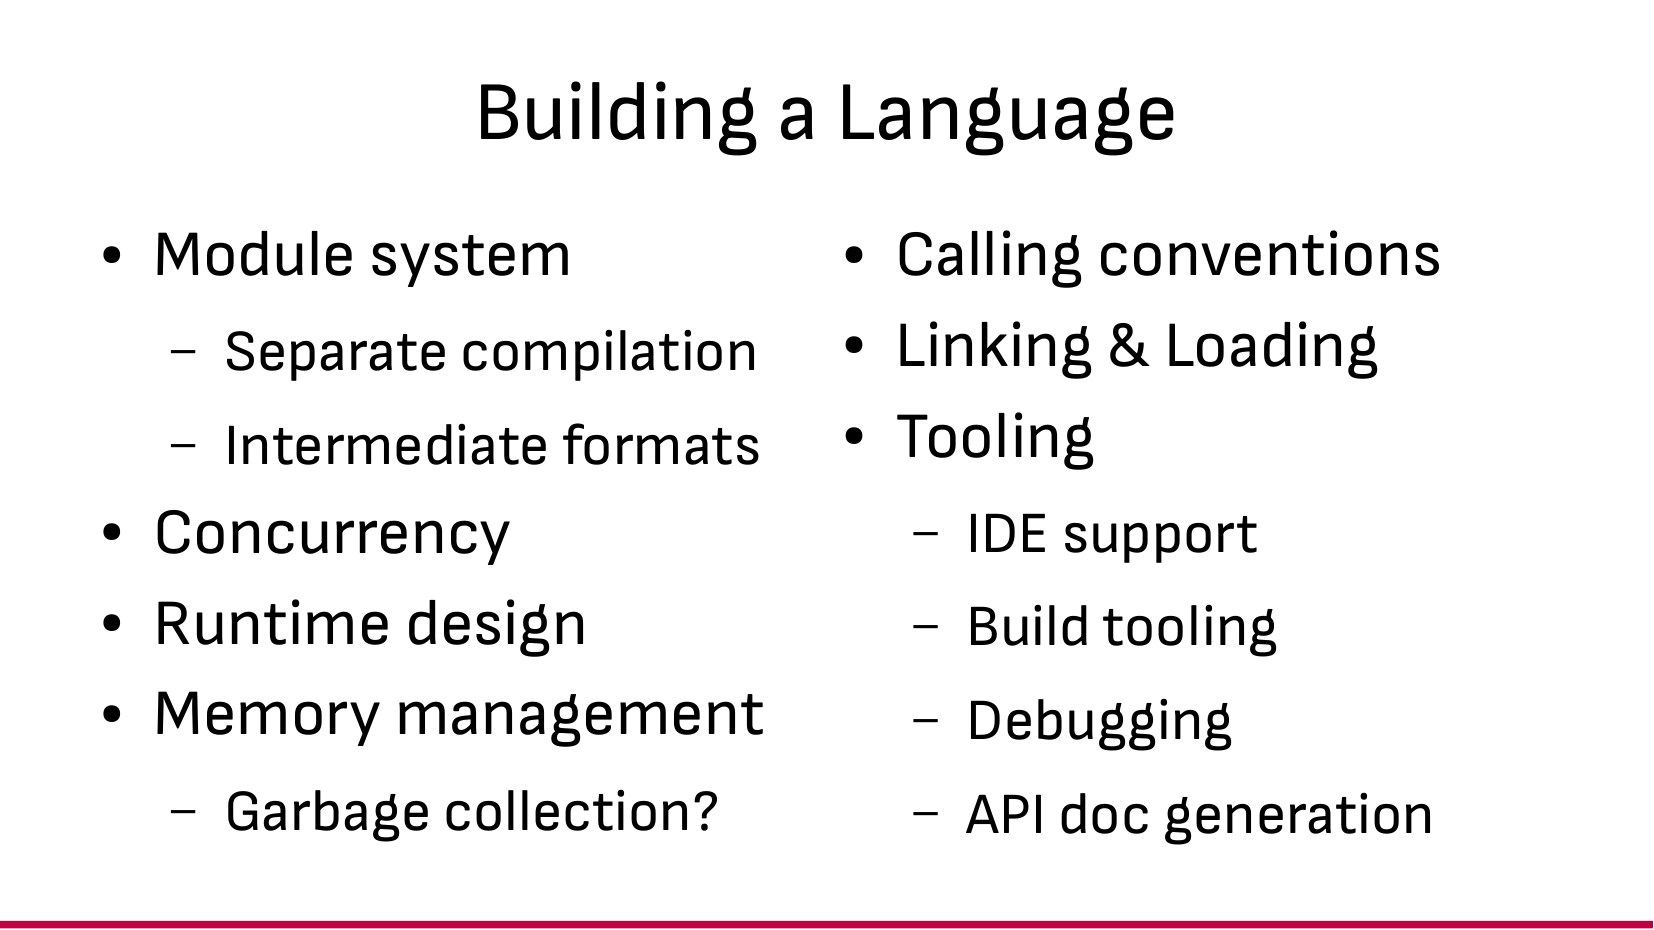 Building a Language
• Module system
– Separate compilation
– Intermediate formats
• Concurrency
• Runtime design
• Memory management
– Garbage collection?
• Calling conventions
• Linking & Loading
• Tooling
– IDE support
– Build tooling
– Debugging
– API doc generation